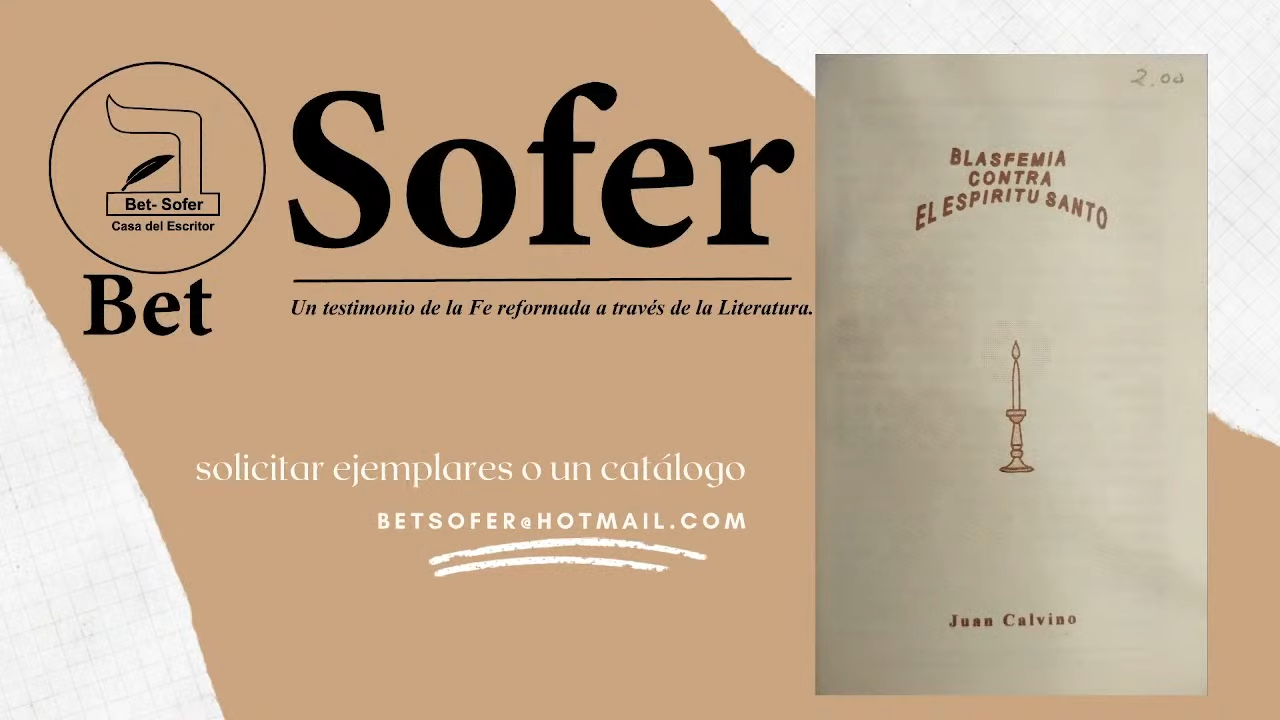 Bet- Sofer
Casa del Escritor
Bet
Sofer
Un testimonio de la Fe reformada a través de la Literatura.
solicitar ejemplares o un catálogo
BETSOFER@HOTMAIL.COM
2.00
BLASFEMIA
CONTRA
EL ESPIRITU SANTO
Juan Calvino